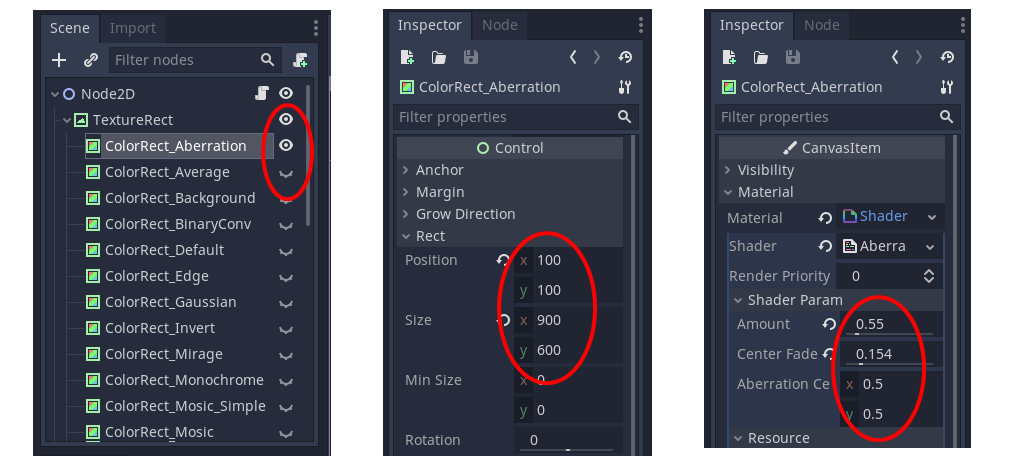 Scene Import
Filter nodes
Node2D
TextureRect
ColorRect_Aberration
ColorRect_Average
ColorRect_Background
ColorRect_BinaryConv
ColorRect_Default
ColorRect_Edge
ColorRect_Gaussian
ColorRect_Invert
ColorRect_Mirage
ColorRect_Monochrome
ColorRect_Mosic_Simple
ColorRect_Mosic
Inspector Node
ColorRect_Aberration
Filter properties
Control
Anchor
Margin
Grow Direction
Rect
Position x 100
y 100
Size x 900
y 600
Min Size x 0
y 0
Rotation 0
Inspector Node
ColorRect_Aberration
Filter properties
CanvasItem
Visibility
Material
Material Shader
Shader Aberra
Render Priority 0
Shader Param
Amount 0.55
Center Fade 0.154
Aberration Ce x 0.5
y 0.5
Resource